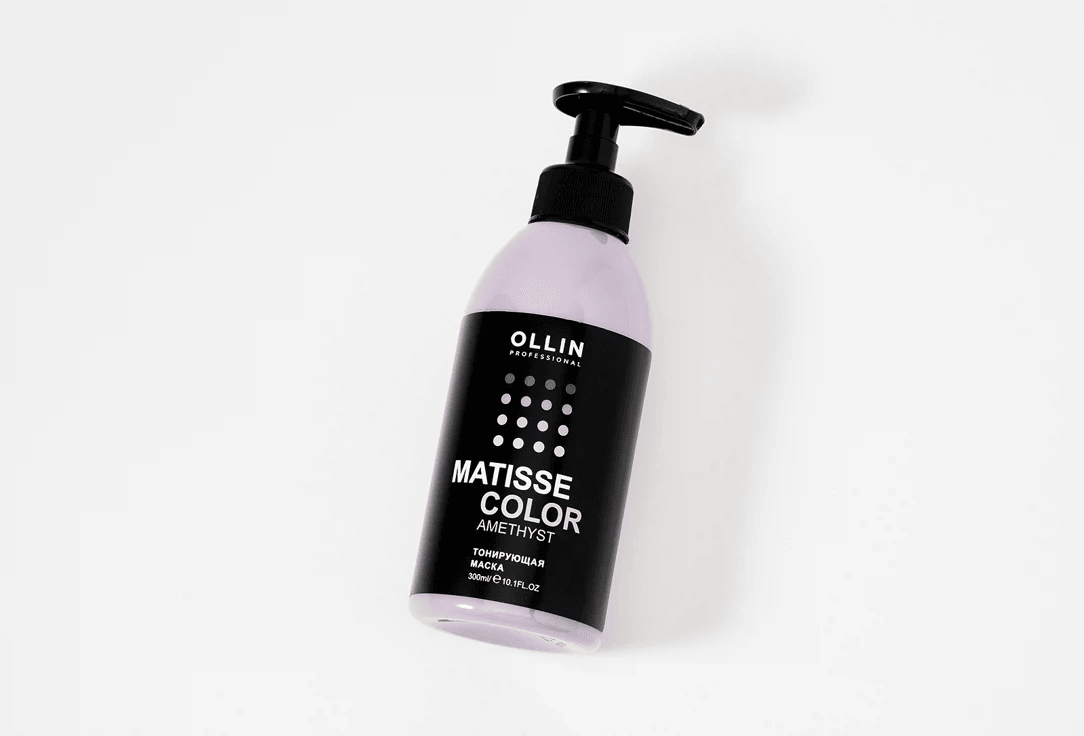 OLLIN
PROFESSIONAL
MATISSE
COLOR
AMETHYST
ТОНИРУЮЩАЯ
МАСКА
300ml/ ℮ 10.1FL.OZ